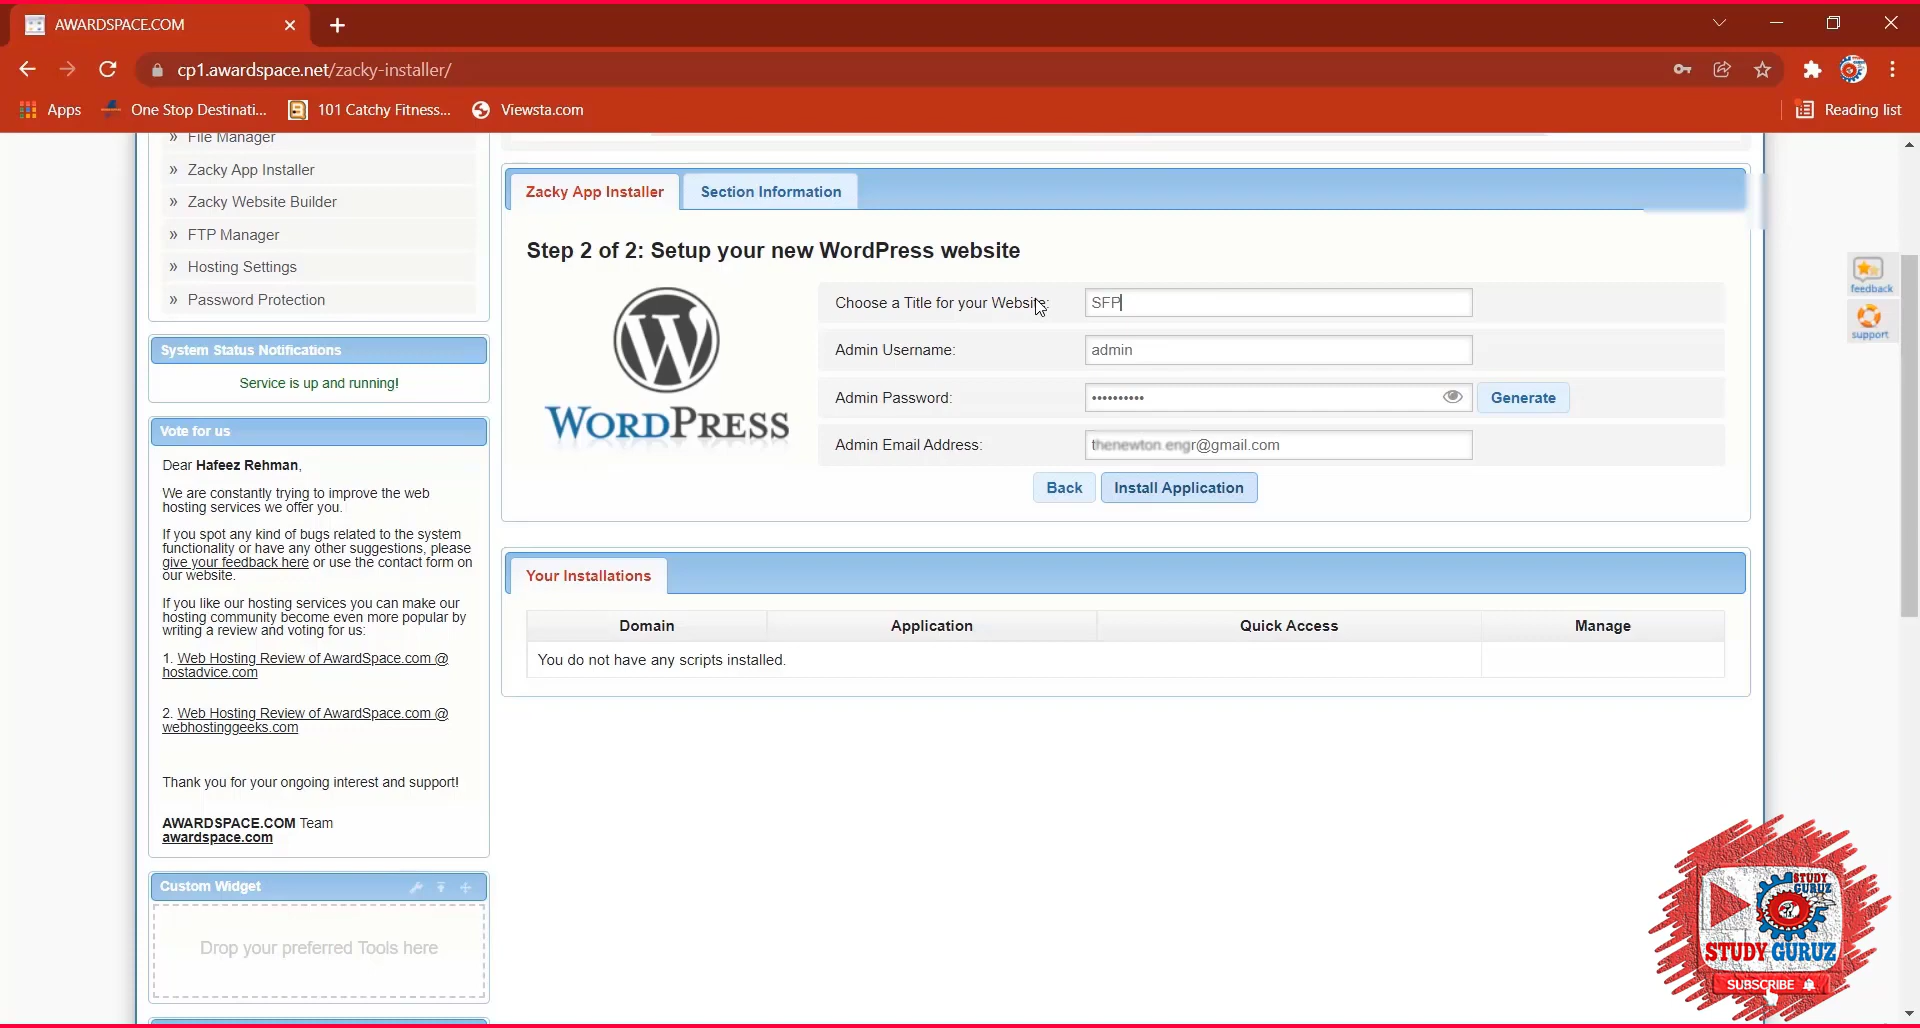 AWARDSPACE.COM
cp1.awardspace.net/zacky-installer/
Apps
One Stop Destinati...
101 Catchy Fitness...
Viewsta.com
Reading list
» File Manager
» Zacky App Installer
» Zacky Website Builder
» FTP Manager
» Hosting Settings
» Password Protection
System Status Notifications
Service is up and running!
Vote for us
Dear Hafeez Rehman,
We are constantly trying to improve the web
hosting services we offer you.
If you spot any kind of bugs related to the system
functionality or have any other suggestions, please
give your feedback here or use the contact form on
our website.
If you like our hosting services you can make our
hosting community become even more popular by
writing a review and voting for us:
1. Web Hosting Review of AwardSpace.com @
hostadvice.com
2. Web Hosting Review of AwardSpace.com @
webhostinggeeks.com
Thank you for your ongoing interest and support!
AWARDSPACE.COM Team
awardspace.com
Custom Widget
Drop your preferred Tools here
Zacky App Installer
Section Information
Step 2 of 2: Setup your new WordPress website
WORDPRESS
Choose a Title for your Website:
SFP
Admin Username:
admin
Admin Password:
••••••••••
Generate
Admin Email Address:
@gmail.com
Back
Install Application
Your Installations
Domain Application Quick Access Manage
You do not have any scripts installed.
feedback
support
STUDY
GURUZ
STUDY GURUZ
SUBSCRIBE